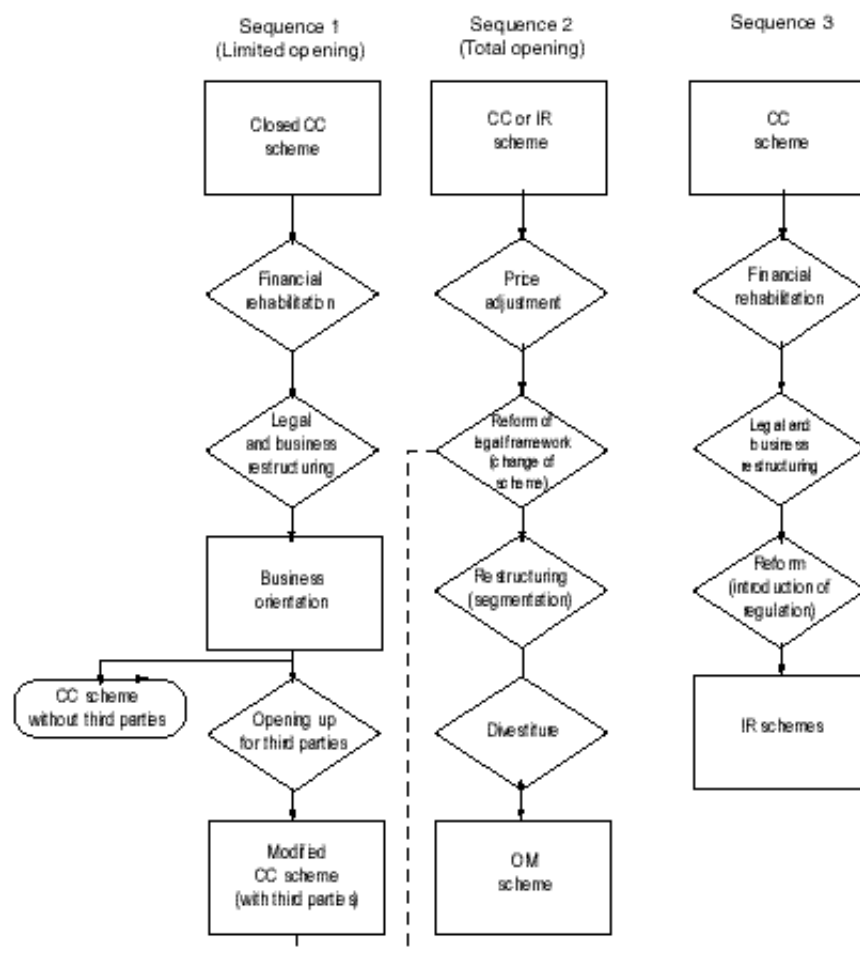 Sequence 1
(Limited opening)
Closed CC
scheme
Financial
rehabilitation
Legal
and business
restructuring
Business
orientation
CC scheme
without third parties
Opening up
for third parties
Modified
CC scheme
(with third parties)
Sequence 2
(Total opening)
CC or IR
scheme
Price
adjustment
Reform of
legal framework
(change of
scheme)
Restructuring
(segmentation)
Divestiture
OM
scheme
Sequence 3
CC
scheme
Financial
rehabilitation
Legal and
business
restructuring
Reform
(introduction of
regulation)
IR schemes